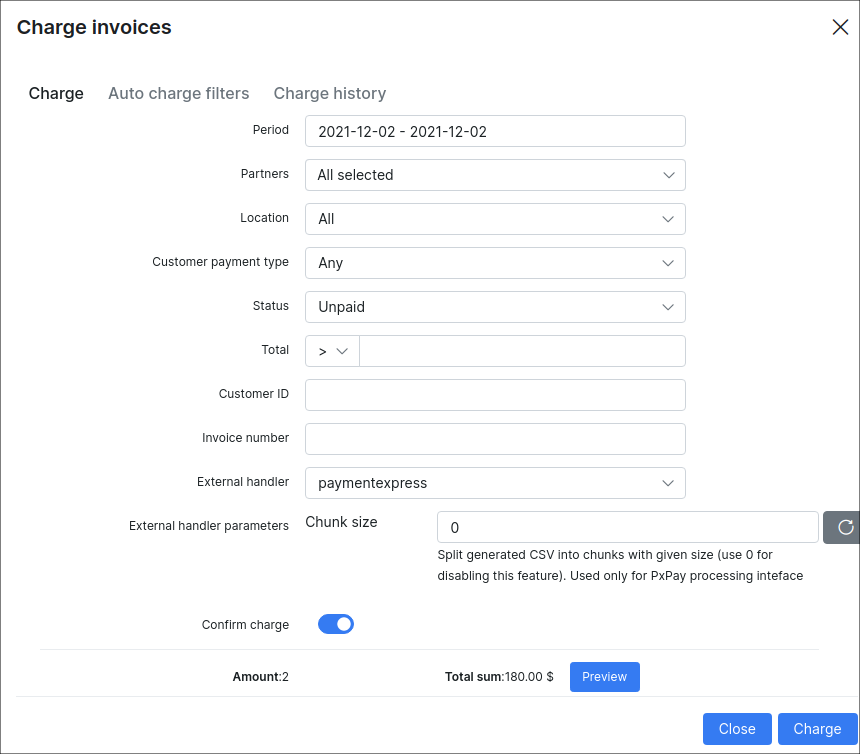 Charge invoices
Charge Auto charge filters Charge history
Period 2021-12-02 - 2021-12-02
Partners All selected
Location All
Customer payment type Any
Status Unpaid
Total >
Customer ID
Invoice number
External handler paymentexpress
External handler parameters Chunk size 0
Split generated CSV into chunks with given size (use 0 for
disabling this feature). Used only for PxPay processing inteface
Confirm charge
Amount:2 Total sum:180.00 $ Preview
Close Charge